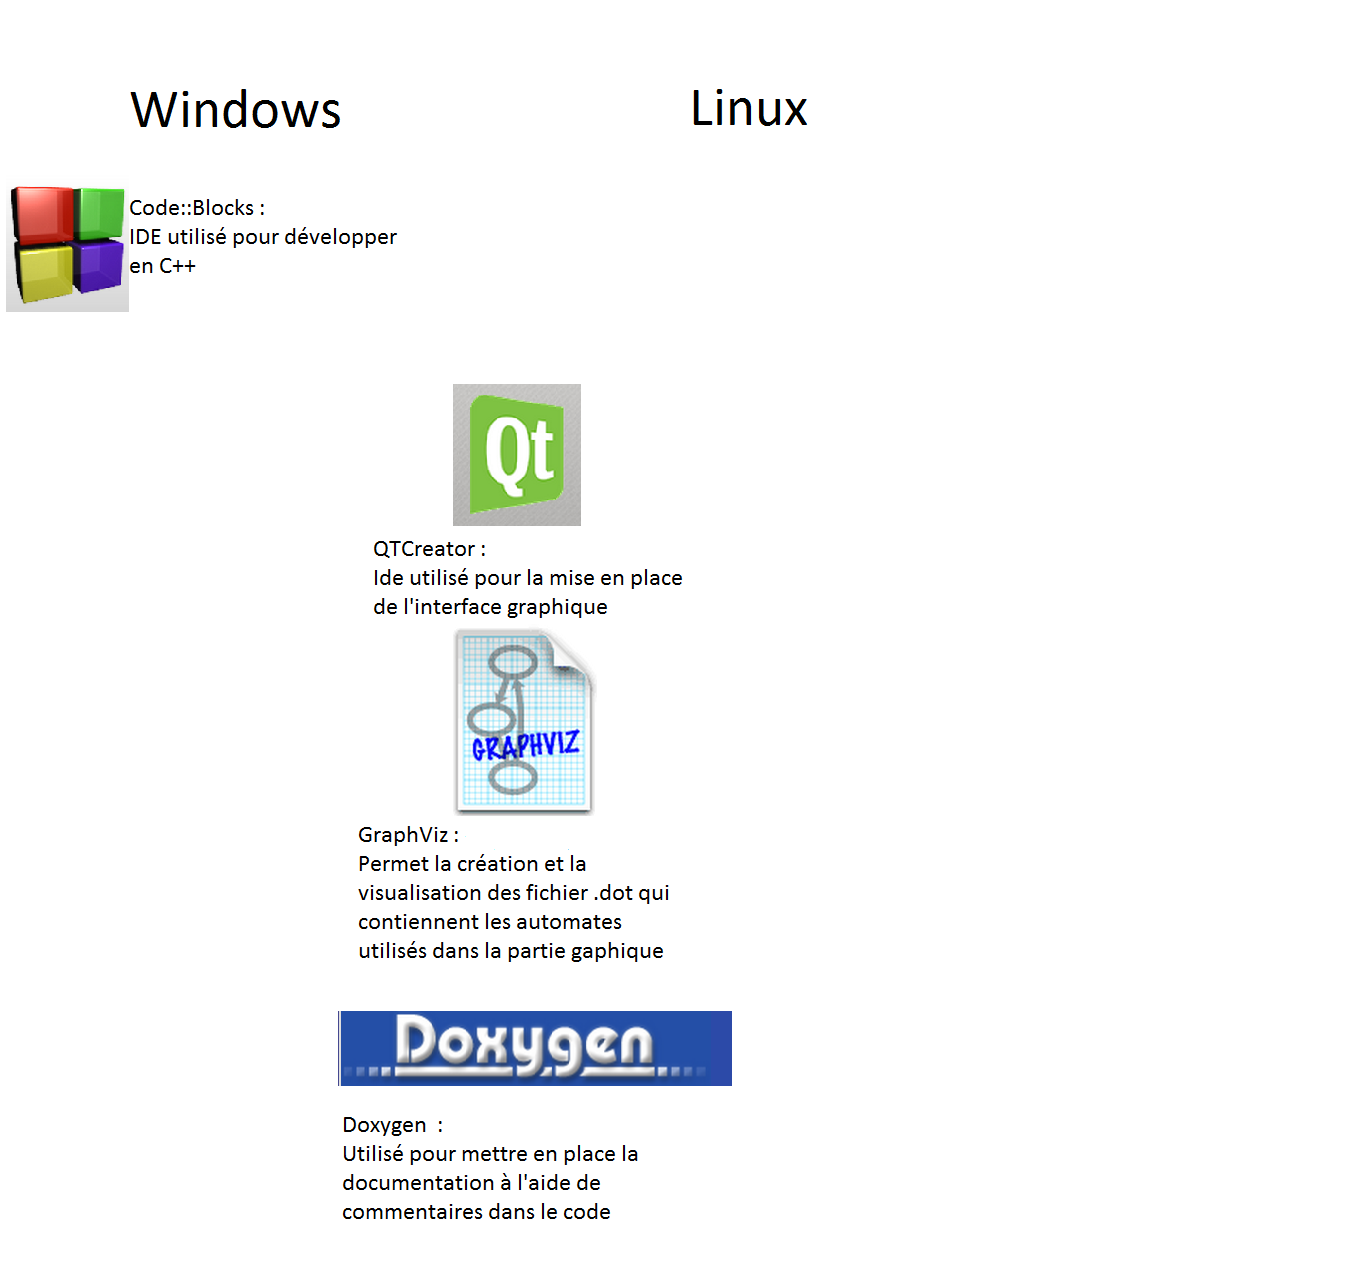 Windows
Linux
Code::Blocks :
IDE utilisé pour développer
en C++
Qt
QTCreator :
Ide utilisé pour la mise en place
de l'interface graphique
GRAPHVIZ
GraphViz :
Permet la création et la
visualisation des fichier .dot qui
contiennent les automates
utilisés dans la partie gaphique
Doxygen
Doxygen  :
Utilisé pour mettre en place la
documentation à l'aide de
commentaires dans le code